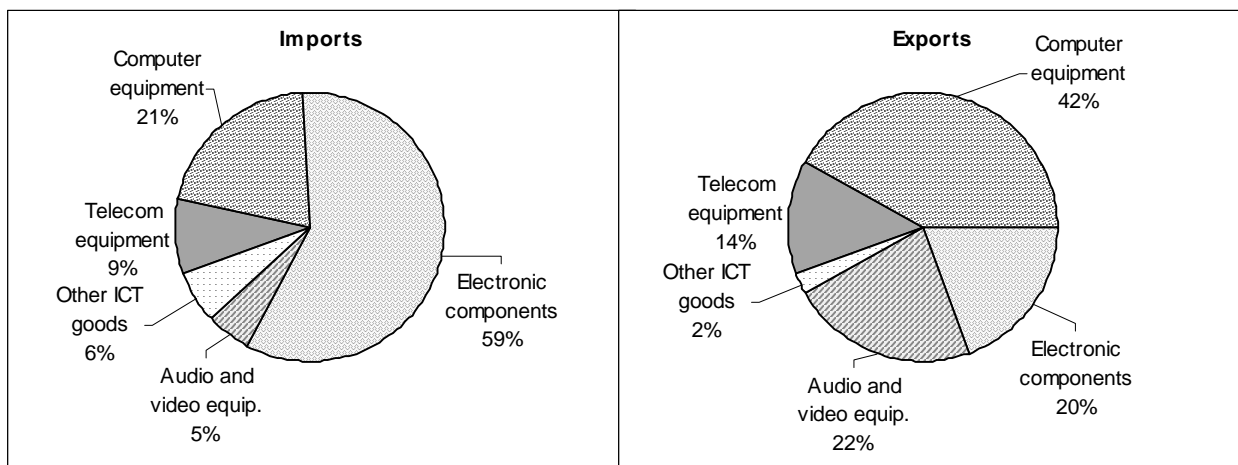 Imports
Computer
equipment
21%
Telecom
equipment
9%
Other ICT
goods
6%
Audio and
video equip.
5%
Electronic
components
59%
Exports
Computer
equipment
42%
Telecom
equipment
14%
Other ICT
goods
2%
Audio and
video equip.
22%
Electronic
components
20%